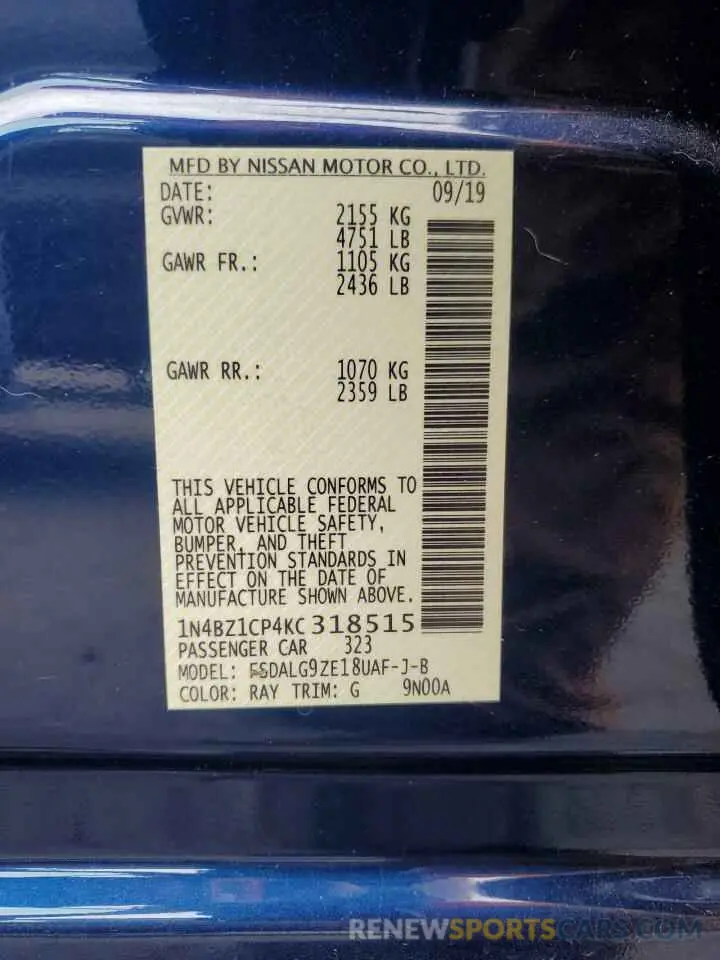 MFD BY NISSAN MOTOR CO., LTD.
DATE: 09/19
GVWR: 2155 KG
4751 LB
GAWR FR.: 1105 KG
2436 LB
GAWR RR.: 1070 KG
2359 LB
THIS VEHICLE CONFORMS TO
ALL APPLICABLE FEDERAL
MOTOR VEHICLE SAFETY,
BUMPER, AND THEFT
PREVENTION STANDARDS IN
EFFECT ON THE DATE OF
MANUFACTURE SHOWN ABOVE.
1N4BZ1CP4KC318515
PASSENGER CAR 323
MODEL: FSDALG9ZE18UAF-J-B
COLOR: RAY TRIM: G 9N00A
RENEWSPORTSCARS.COM